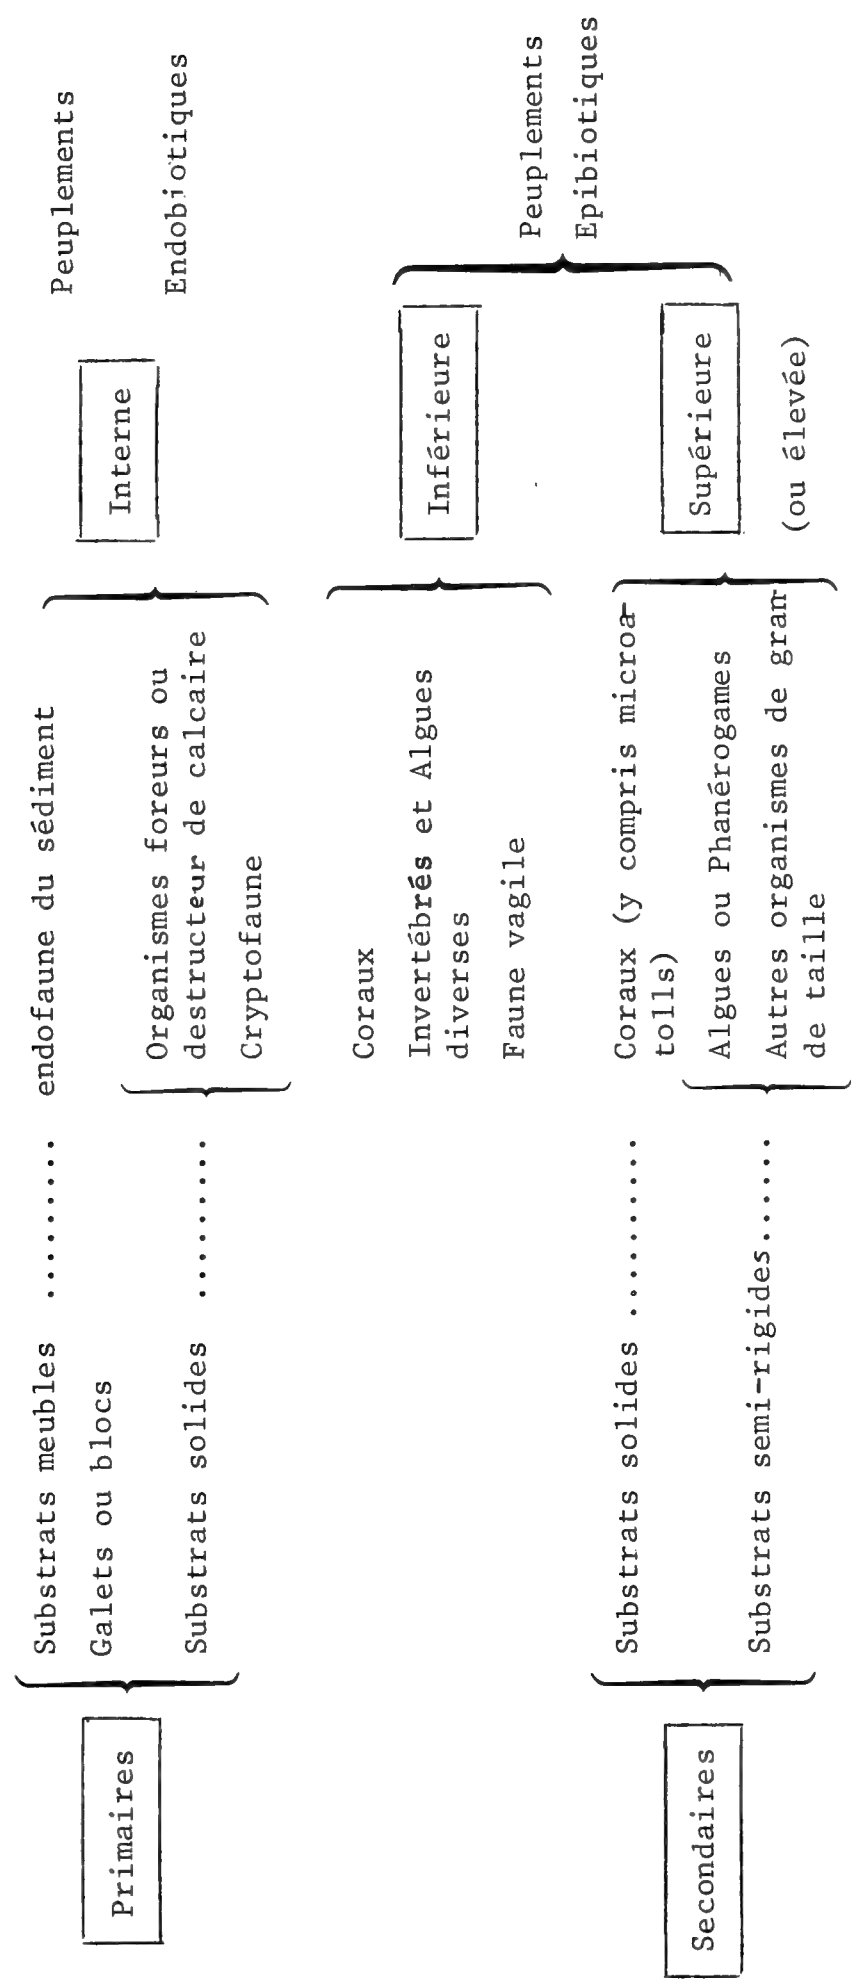 Primaires
Substrats meubles .........
Galets ou blocs
Substrats solides .........
endofaune du sédiment
Organismes foreurs ou
destructeur de calcaire
Cryptofaune
Interne
Peuplements
Endobiotiques
Coraux
Invertébrés et Algues
diverses
Faune vagile
Inférieure
Peuplements
Epibiotiques
Secondaires
Substrats solides ..........
Substrats semi-rigides.......
Coraux (y compris microa-
tolls)
Algues ou Phanérogames
Autres organismes de gran-
de taille
Supérieure
(ou élevée)